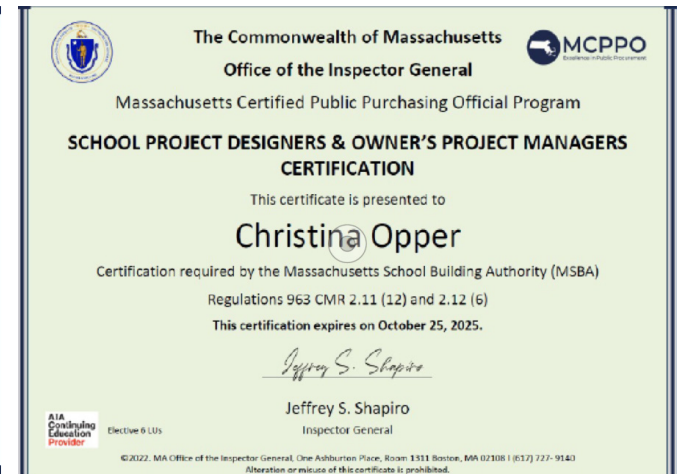 The Commonwealth of Massachusetts
Office of the Inspector General
MCPPO
Excellence in Public Procurement
Massachusetts Certified Public Purchasing Official Program
SCHOOL PROJECT DESIGNERS & OWNER'S PROJECT MANAGERS
CERTIFICATION
This certificate is presented to
Christina Opper
Certification required by the Massachusetts School Building Authority (MSBA)
Regulations 963 CMR 2.11 (12) and 2.12 (6)
This certification expires on October 25, 2025.
Jeffrey S. Shapiro
Jeffrey S. Shapiro
Inspector General
AIA
Continuing
Education
Provider
Elective 6 LUs
©2022. MA Office of the Inspector General, One Ashburton Place, Room 1311 Boston, MA 02108 I (617) 727- 9140
Alteration or misuse of this certificate is prohibited.